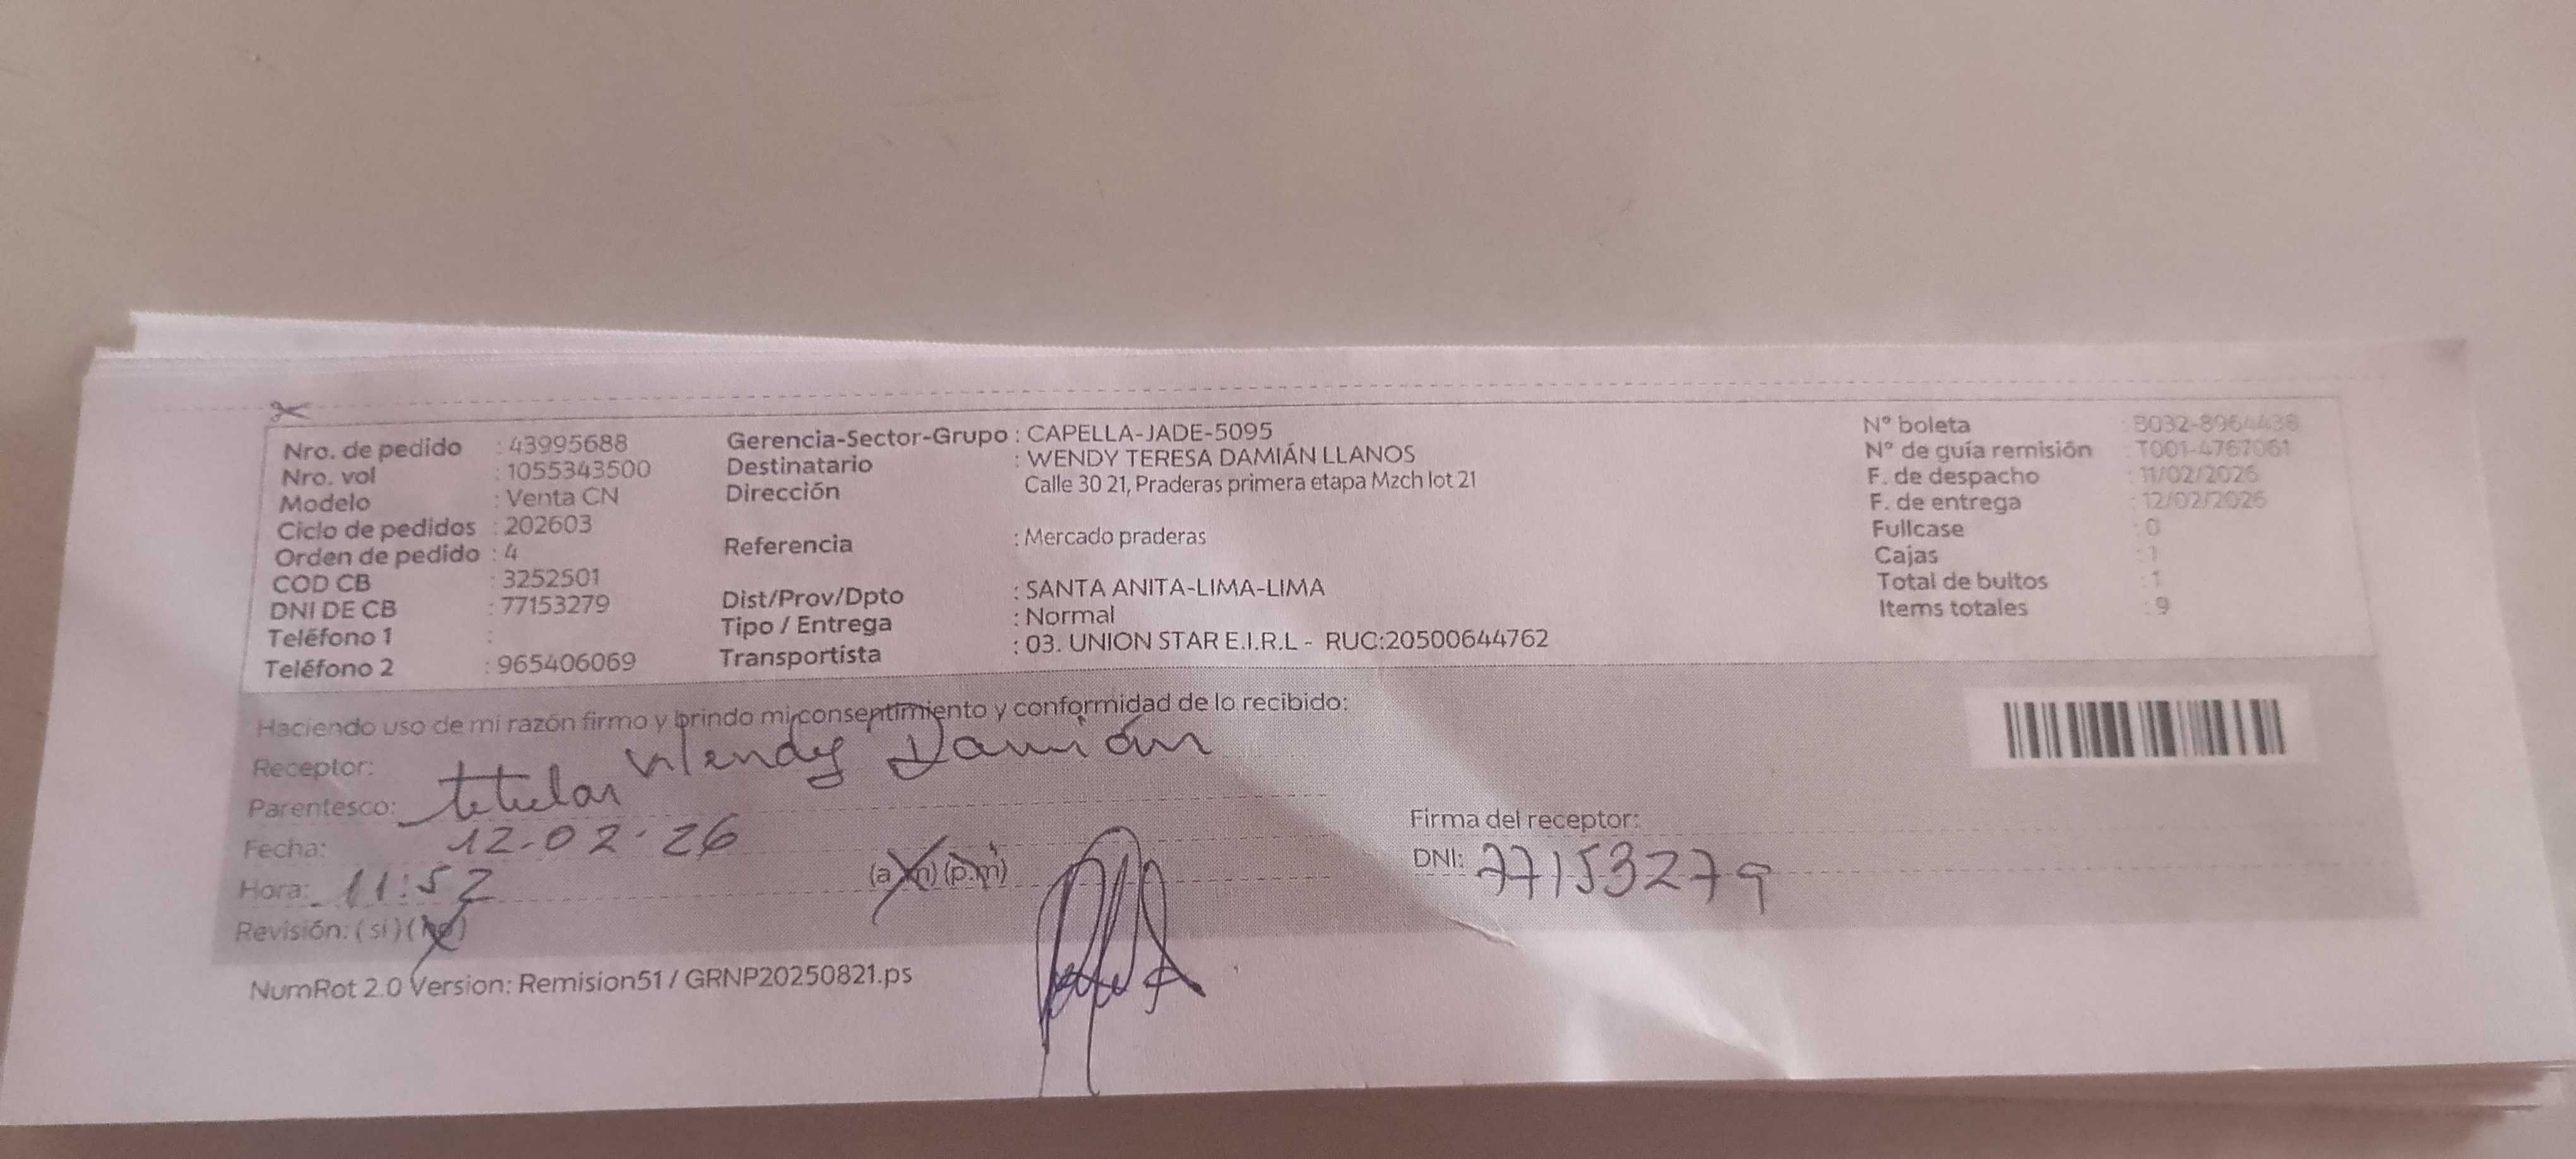 Nro. de pedido : 43995688
Nro. vol : 1055343500
Modelo : Venta CN
Ciclo de pedidos : 202603
Orden de pedido : 4
COD CB : 3252501
DNI DE CB : 77153279
Teléfono 1 :
Teléfono 2 : 965406069
Gerencia-Sector-Grupo : CAPELLA-JADE-5095
Destinatario : WENDY TERESA DAMIÁN LLANOS
Dirección Calle 30 21, Praderas primera etapa Mzch lot 21
Referencia : Mercado praderas
Dist/Prov/Dpto : SANTA ANITA-LIMA-LIMA
Tipo / Entrega : Normal
Transportista : 03. UNION STAR E.I.R.L - RUC:20500644762
N° boleta : B032-8964438
N° de guía remisión : T001-4767061
F. de despacho : 11/02/2026
F. de entrega : 12/02/2026
Fullcase : 0
Cajas : 1
Total de bultos : 1
Items totales : 9
Haciendo uso de mi razón firmo y brindo mi consentimiento y conformidad de lo recibido:
Receptor: Wendy Damián
Parentesco: titular
Fecha: 12-02-26
Hora: 11:52 (a.m) (p.m)
Revisión: (si) (no)
Firma del receptor:
DNI: 77153279
NumRot 2.0 Version: Remision51 / GRNP20250821.ps